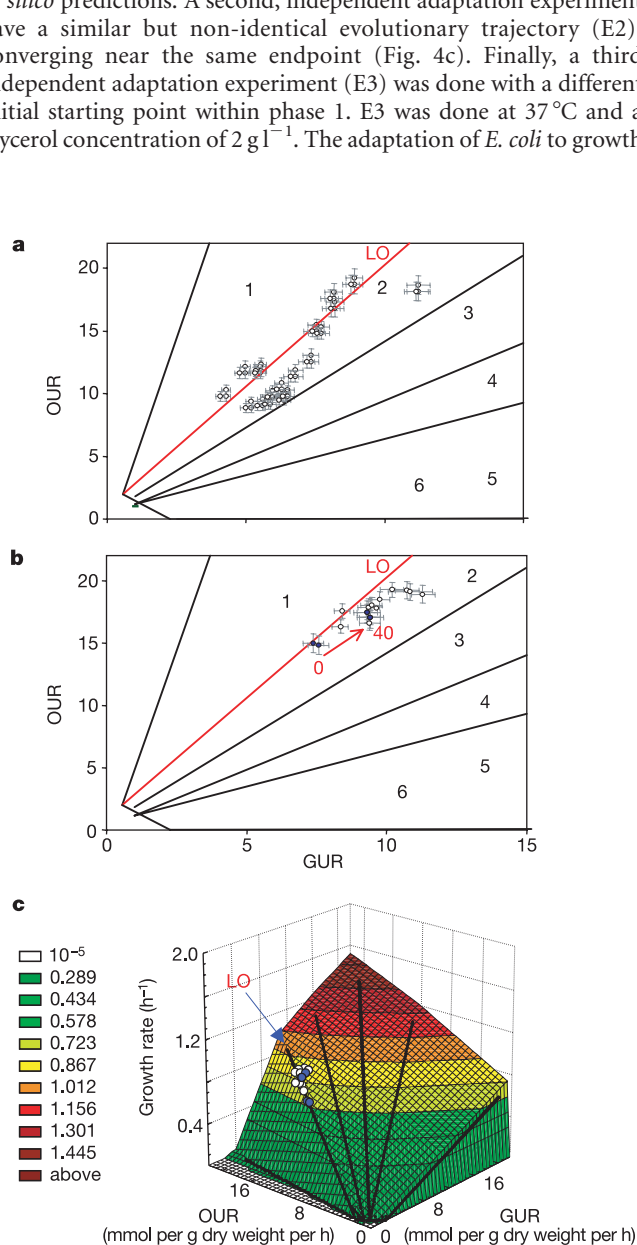 silico predictions. A second, independent adaptation experiment
ave a similar but non-identical evolutionary trajectory (E2)
onverging near the same endpoint (Fig. 4c). Finally, a third
ndependent adaptation experiment (E3) was done with a different
nitial starting point within phase 1. E3 was done at 37 °C and a
lycerol concentration of 2 g l⁻¹. The adaptation of E. coli to growth
a
20
15
10
5
0
OUR
LO
1
2
3
4
5
6
b
20
15
10
5
0
OUR
LO
1
2
3
4
5
6
0
40
0
5
10
15
GUR
c
10⁻⁵
0.289
0.434
0.578
0.723
0.867
1.012
1.156
1.301
1.445
above
LO
Growth rate (h⁻¹)
2.0
1.2
0.4
16
8
0
OUR
(mmol per g dry weight per h)
0
8
16
GUR
(mmol per g dry weight per h)